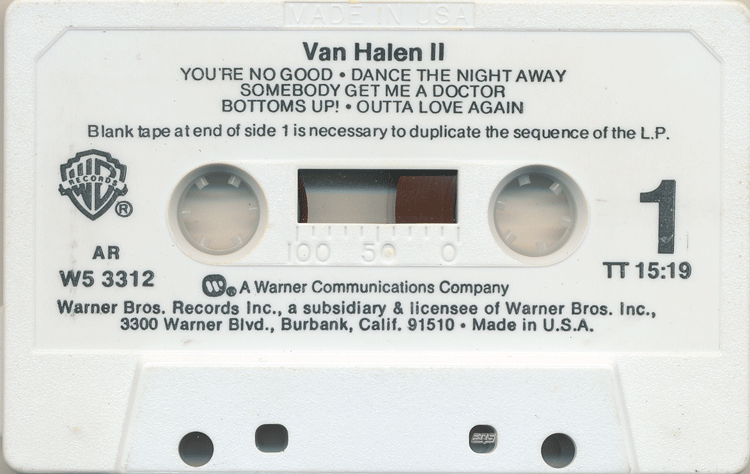 MADE IN USA
Van Halen II
YOU'RE NO GOOD • DANCE THE NIGHT AWAY
SOMEBODY GET ME A DOCTOR
BOTTOMS UP! • OUTTA LOVE AGAIN
Blank tape at end of side 1 is necessary to duplicate the sequence of the L.P.
WB
RECORDS
®
1
100 50 0
AR
W5 3312
TT 15:19
® A Warner Communications Company
Warner Bros. Records Inc., a subsidiary & licensee of Warner Bros. Inc.,
3300 Warner Blvd., Burbank, Calif. 91510 • Made in U.S.A.